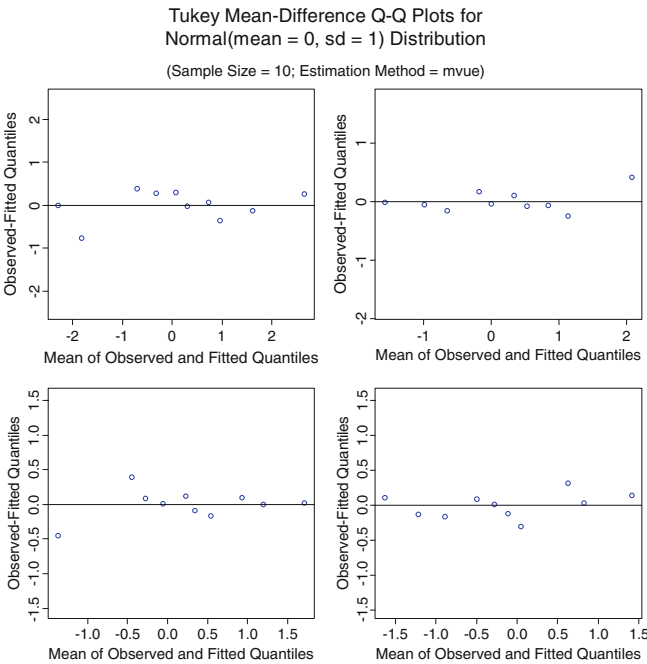 Tukey Mean-Difference Q-Q Plots for
Normal(mean = 0, sd = 1) Distribution
(Sample Size = 10; Estimation Method = mvue)
Observed-Fitted Quantiles
2
1
0
-1
-2
-2 -1 0 1 2
Mean of Observed and Fitted Quantiles
Observed-Fitted Quantiles
1
0
-1
-2
-1 0 1 2
Mean of Observed and Fitted Quantiles
Observed-Fitted Quantiles
1.5
1.0
0.5
0.0
-0.5
-1.0
-1.5
-1.0 -0.5 0.0 0.5 1.0 1.5
Mean of Observed and Fitted Quantiles
Observed-Fitted Quantiles
1.5
1.0
0.5
0.0
-0.5
-1.0
-1.5
-1.5 -1.0 -0.5 0.0 0.5 1.0 1.5
Mean of Observed and Fitted Quantiles